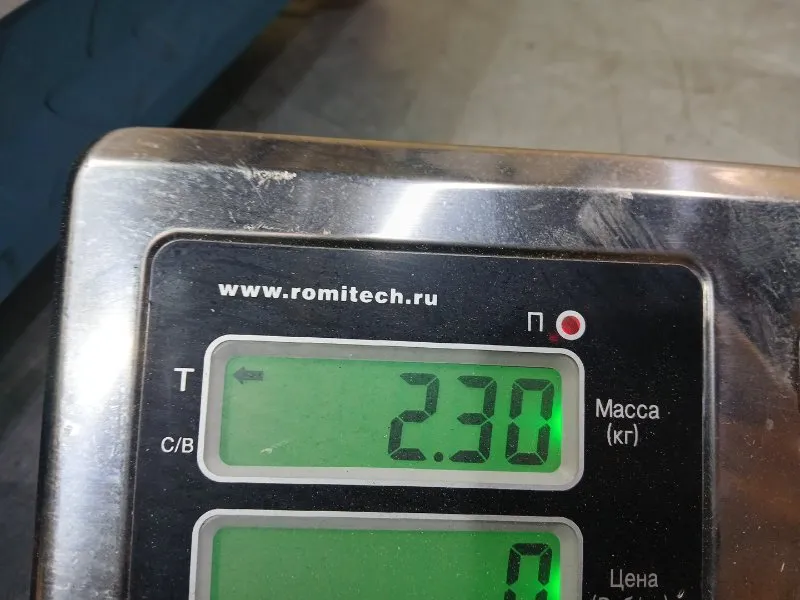 www.romitech.ru
П
Т
2.30
Масса
(кг)
С/В
0
Цена